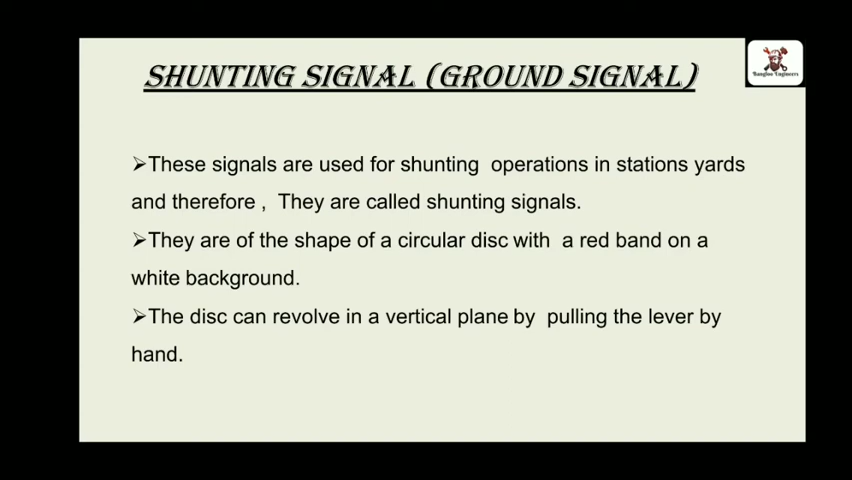 SHUNTING SIGNAL (GROUND SIGNAL)
Bangloo Engineers
➢These signals are used for shunting operations in stations yards
and therefore , They are called shunting signals.
➢They are of the shape of a circular disc with a red band on a
white background.
➢The disc can revolve in a vertical plane by pulling the lever by
hand.